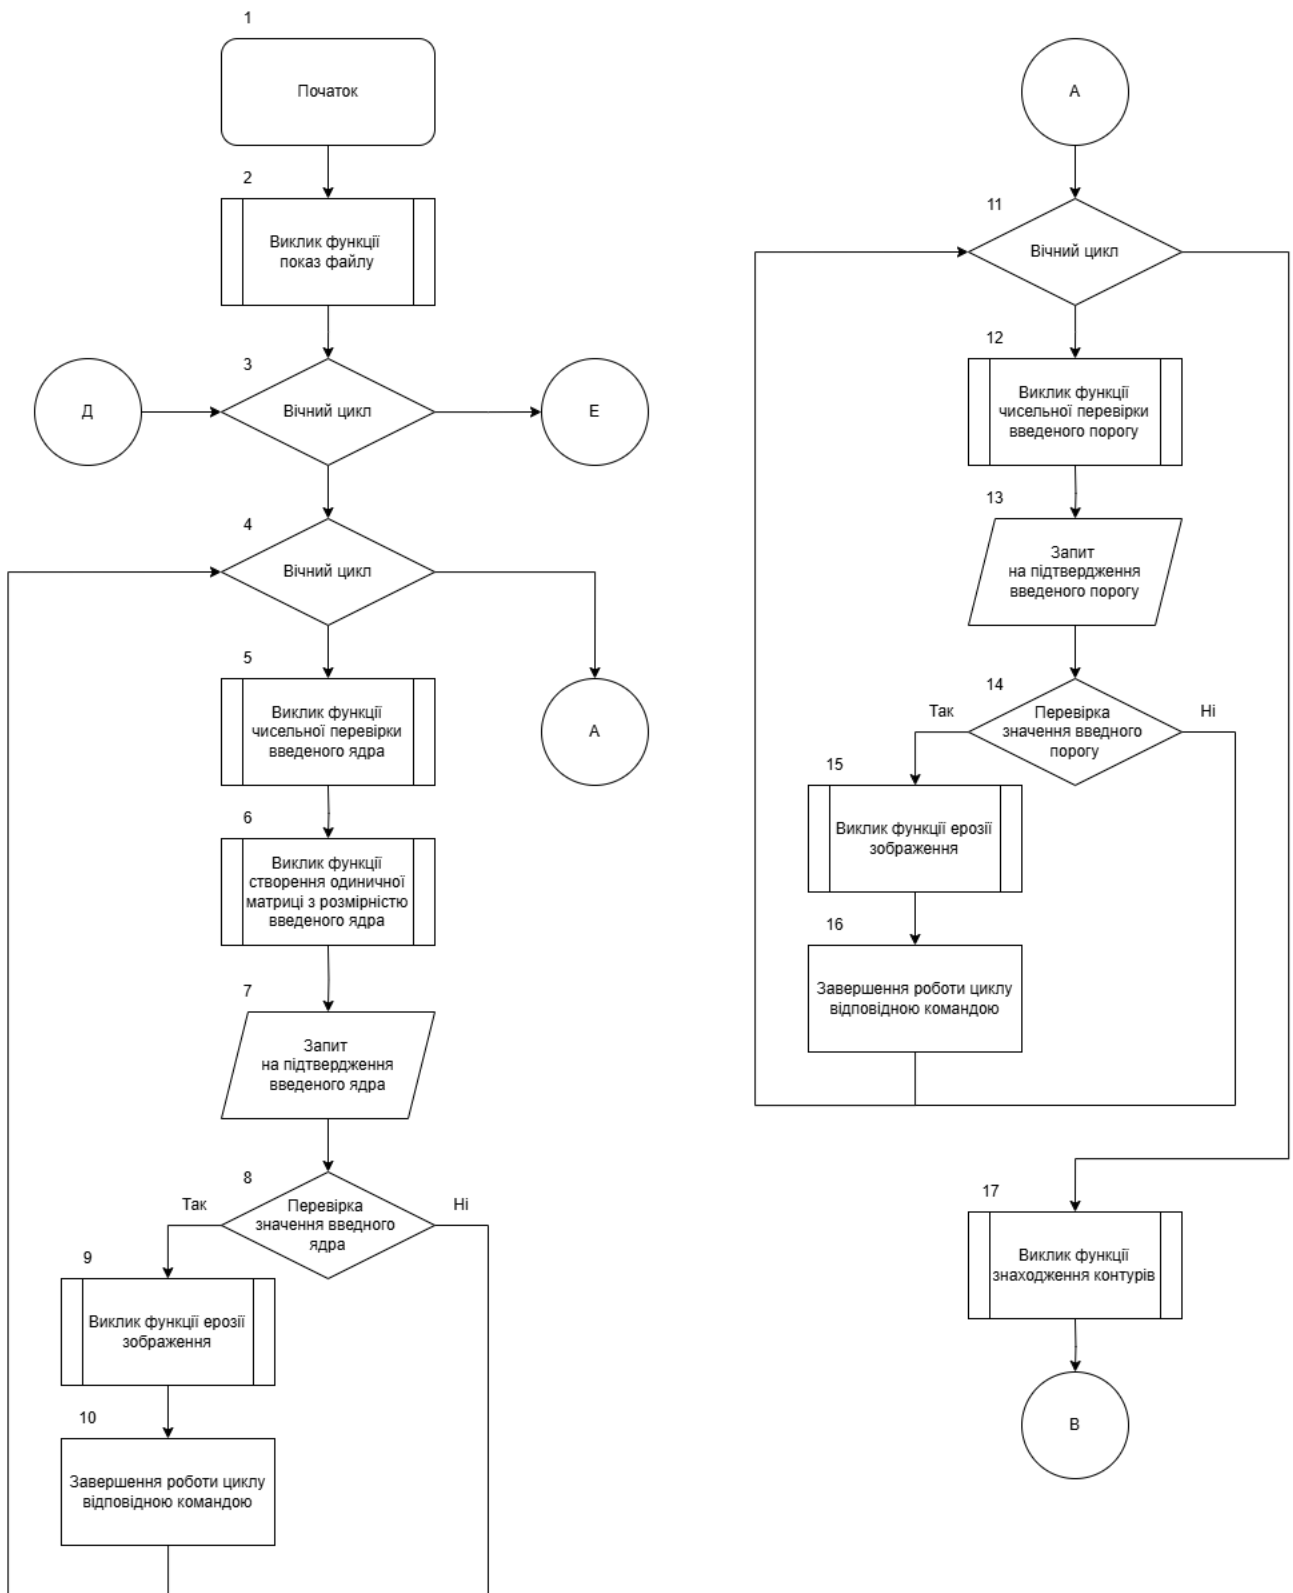 1
Початок
2
Виклик функції
показ файлу
3
Д
Вічний цикл
Е
4
Вічний цикл
5
Виклик функції
чисельної перевірки
введеного ядра
А
6
Виклик функції
створення одиничної
матриці з розмірністю
введеного ядра
7
Запит
на підтвердження
введеного ядра
8
Так
Перевірка
значення введного
ядра
Ні
9
Виклик функції ерозії
зображення
10
Завершення роботи циклу
відповідною командою
А
11
Вічний цикл
12
Виклик функції
чисельної перевірки
введеного порогу
13
Запит
на підтвердження
введеного порогу
14
Так
Перевірка
значення введного
порогу
Ні
15
Виклик функції ерозії
зображення
16
Завершення роботи циклу
відповідною командою
17
Виклик функції
знаходження контурів
В